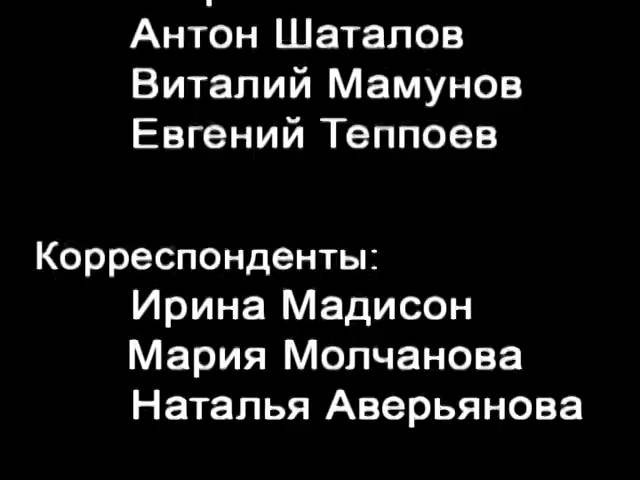 Антон Шаталов
Виталий Мамунов
Евгений Теппоев
Корреспонденты:
Ирина Мадисон
Мария Молчанова
Наталья Аверьянова